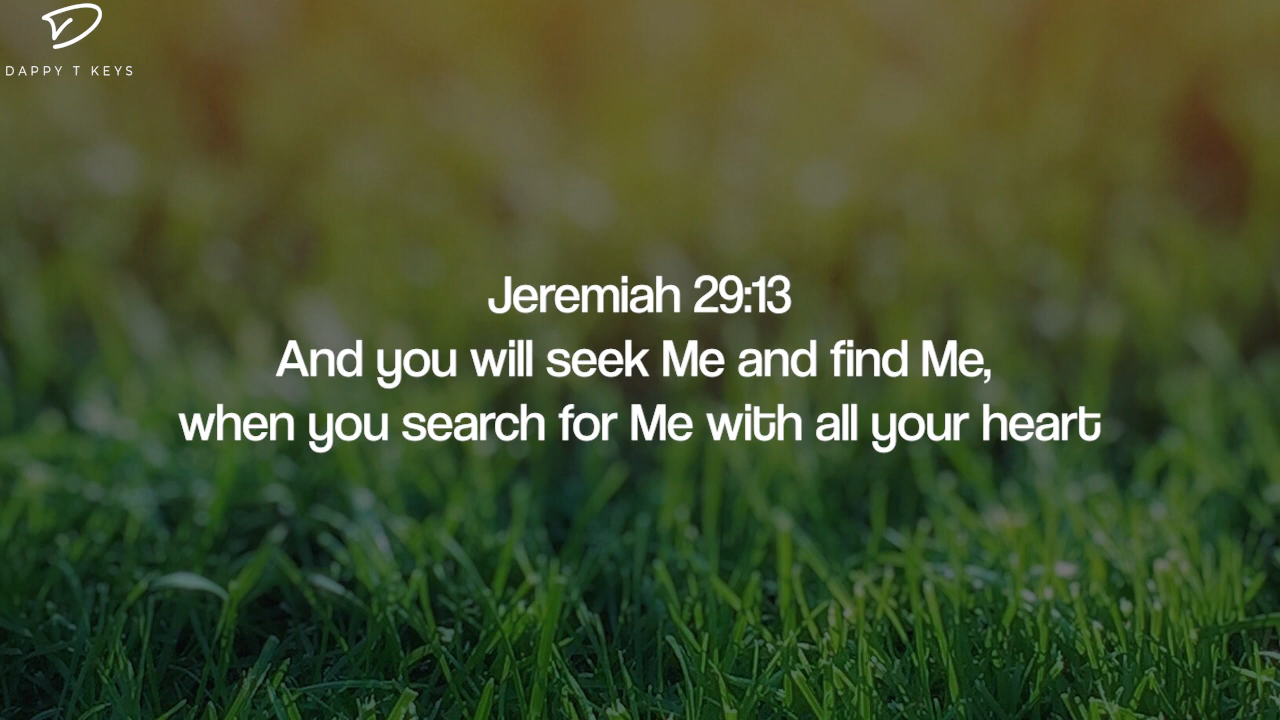 DAPPY T KEYS
Jeremiah 29:13
And you will seek Me and find Me,
when you search for Me with all your heart